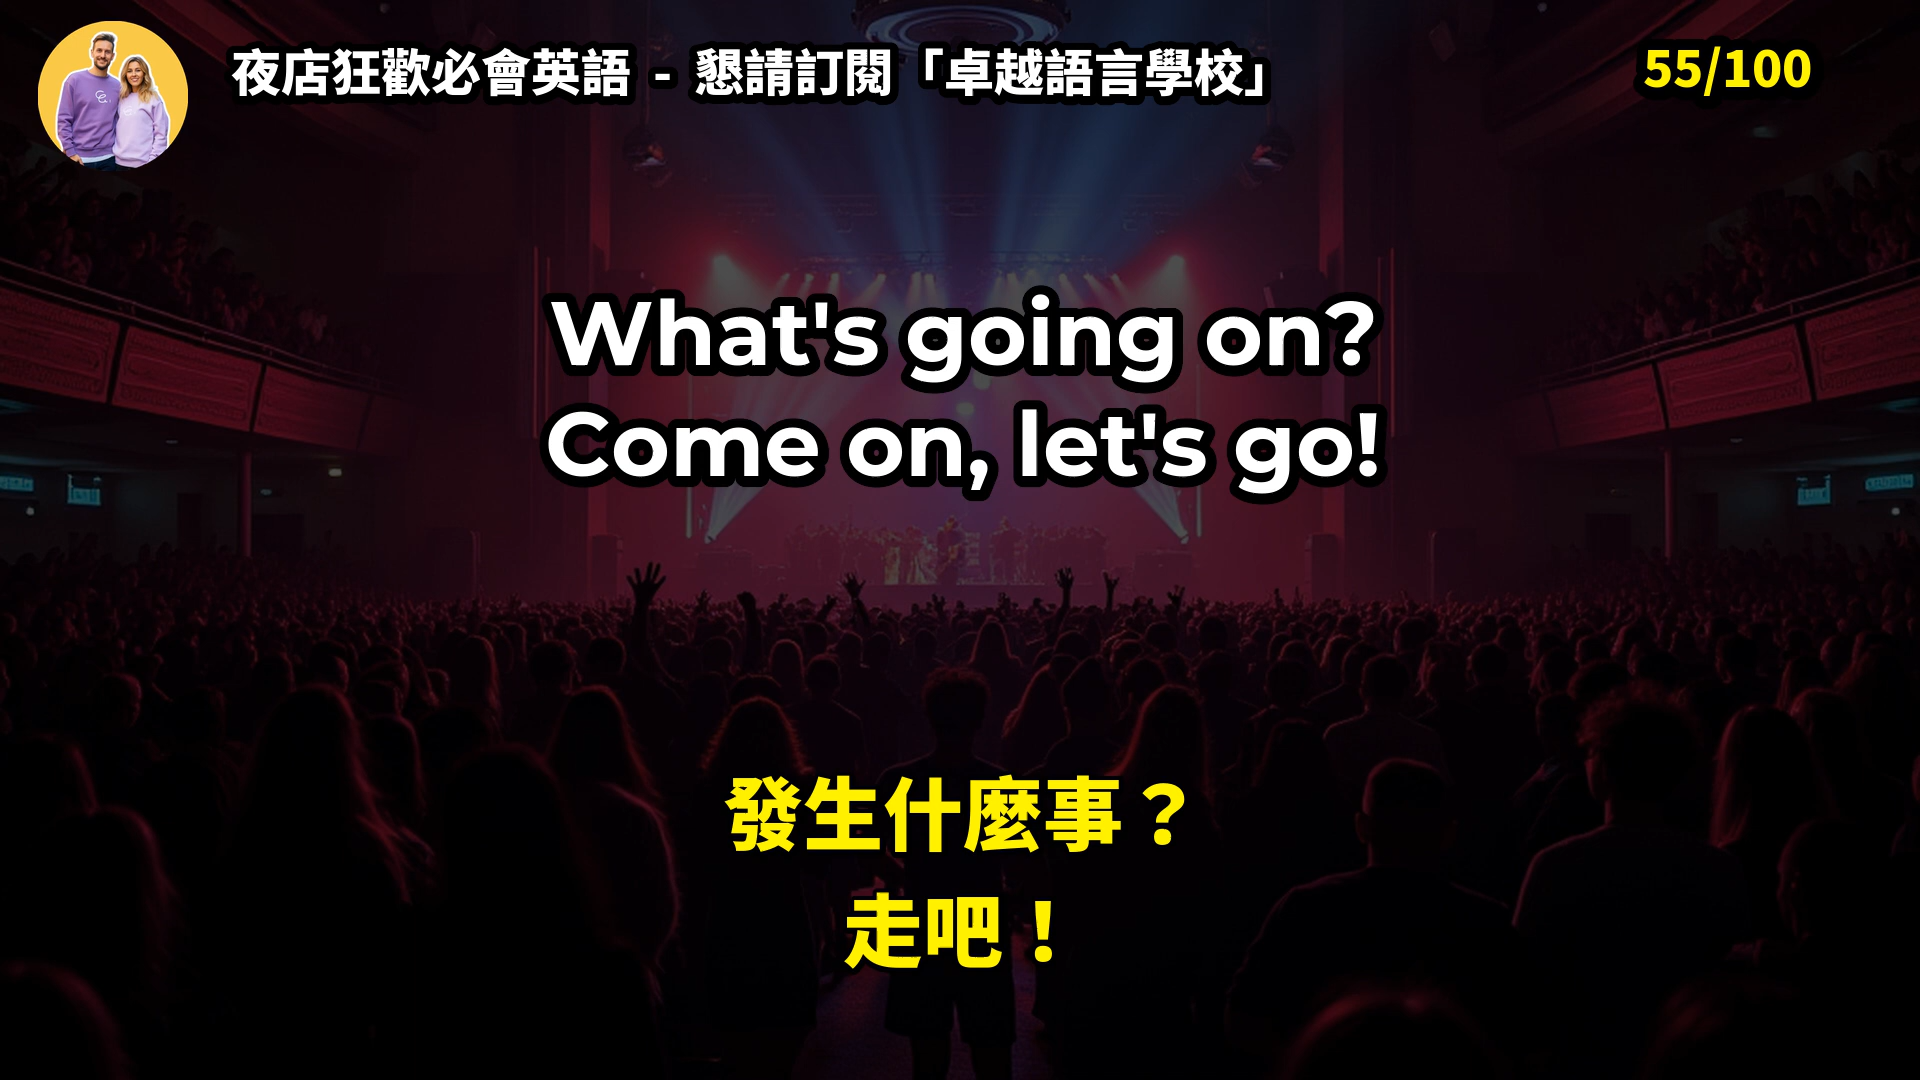 夜店狂歡必會英語 - 懇請訂閱「卓越語言學校」
55/100
What's going on?
Come on, let's go!
發生什麼事？
走吧！